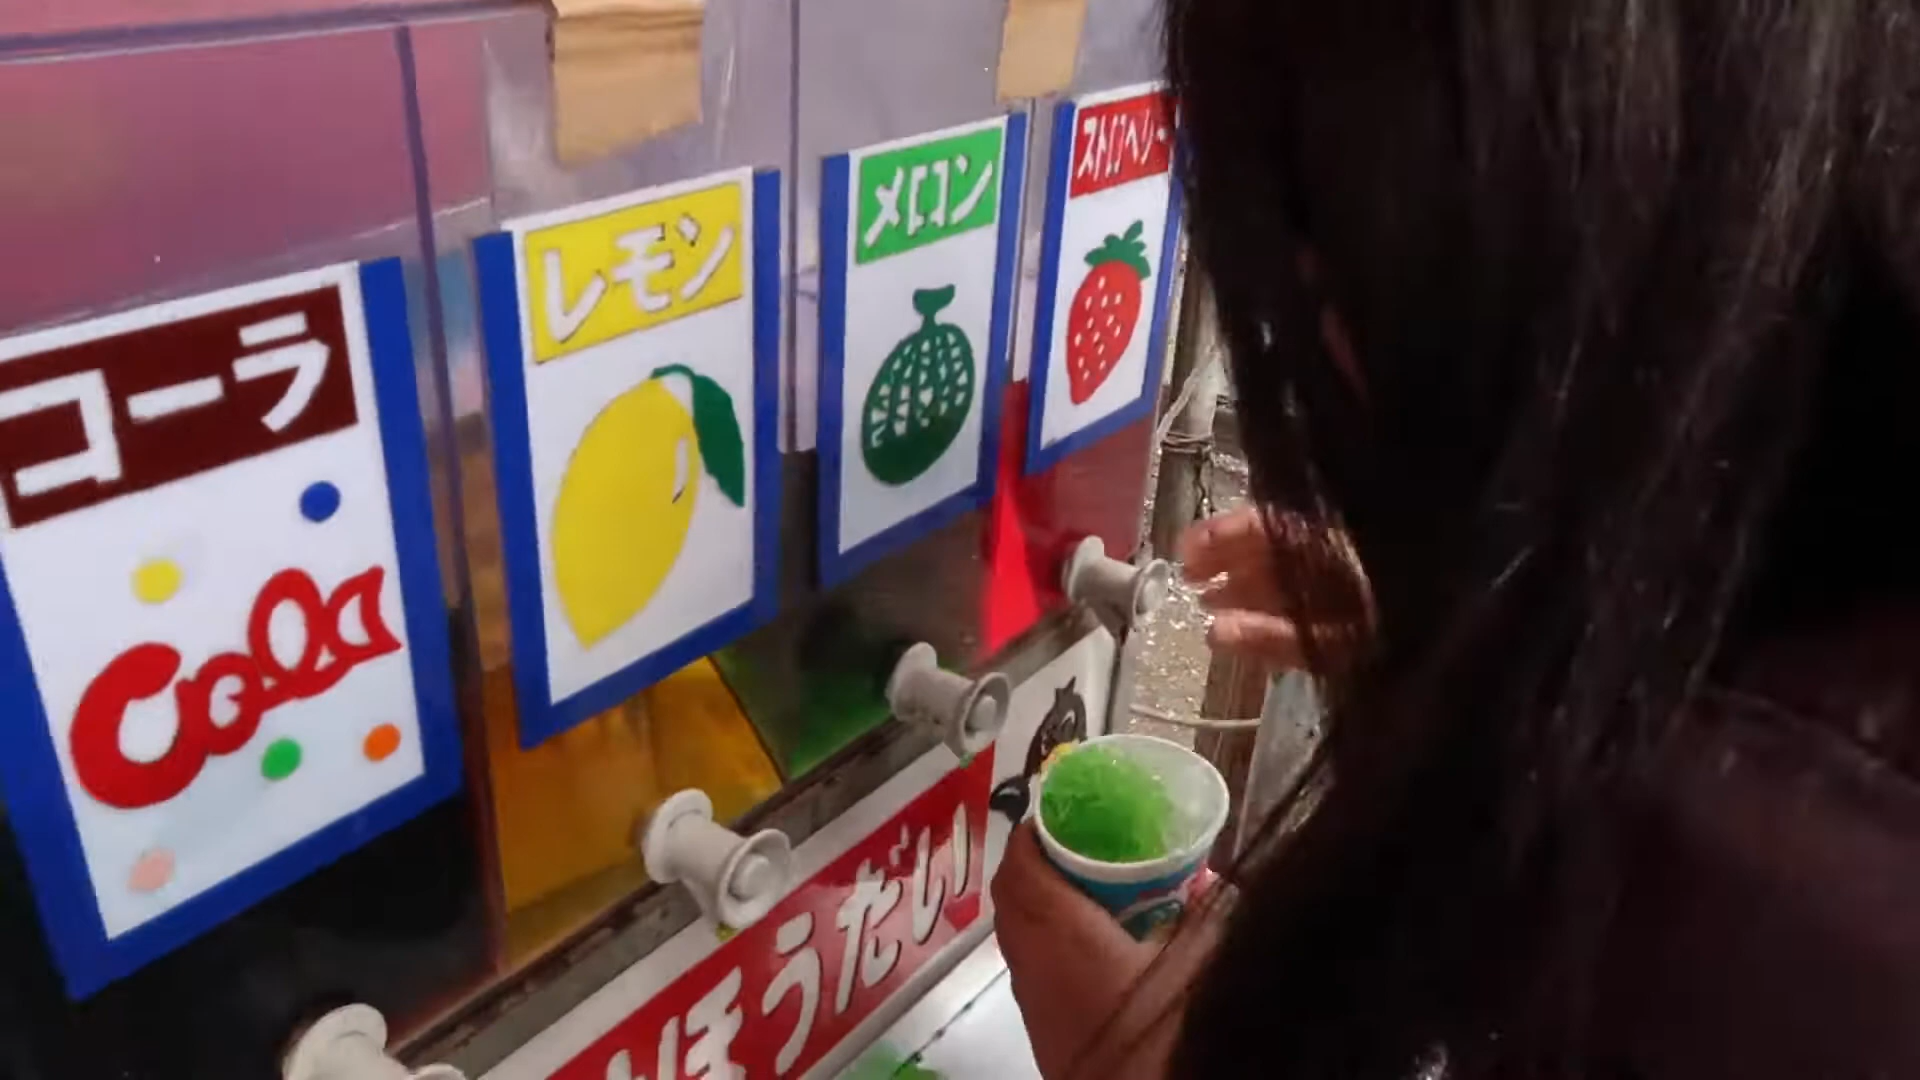 コーラ
Cola
レモン
メロン
ストロベリー
ほうだい